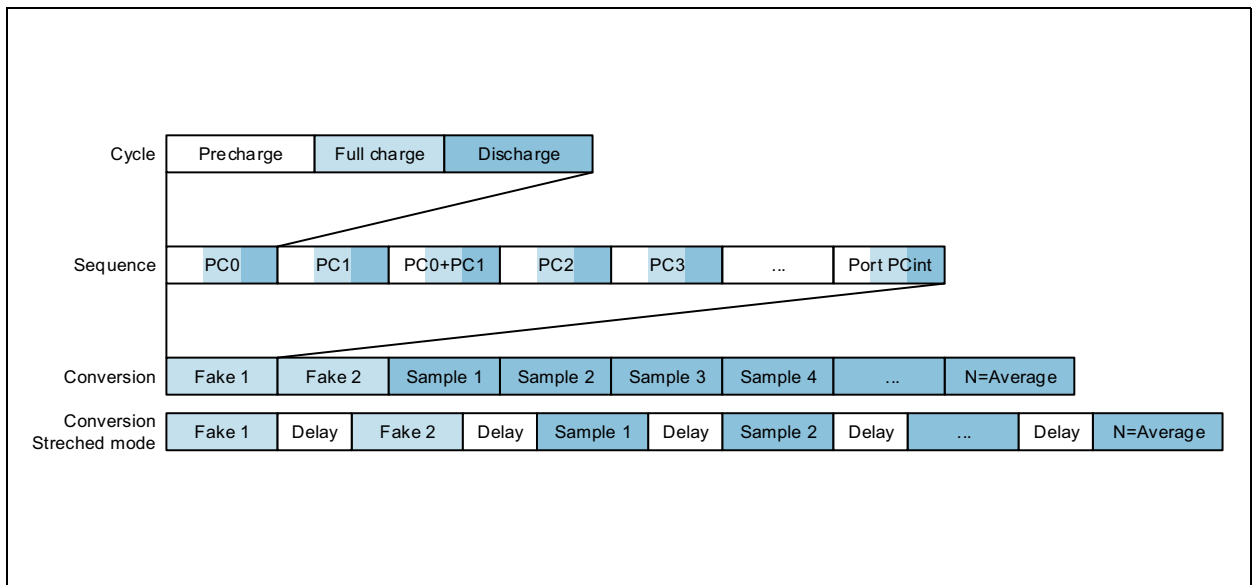 Cycle Precharge Full charge Discharge
Sequence PC0 PC1 PC0+PC1 PC2 PC3 ... Port PCint
Conversion Fake 1 Fake 2 Sample 1 Sample 2 Sample 3 Sample 4 ... N=Average
Conversion
Streched mode Fake 1 Delay Fake 2 Delay Sample 1 Delay Sample 2 Delay ... Delay N=Average